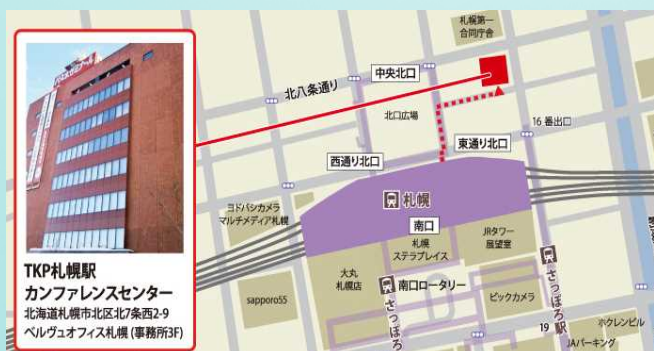 TKP札幌駅
カンファレンスセンター
北海道札幌市北区北7条西2-9
ベルヴュオフィス札幌 (事務所3F)
札幌第一
合同庁舎
中央北口
北八条通り
北口広場
16 番出口
東通り北口
西通り北口
ヨドバシカメラ
マルチメディア札幌
札幌
南口
札幌
ステラプレイス
JRタワー
展望室
大丸
札幌店
南口ロータリー
さっぽろ
ビックカメラ
さっぽろ駅
sapporo55
19
ホクレンビル
JAパーキング